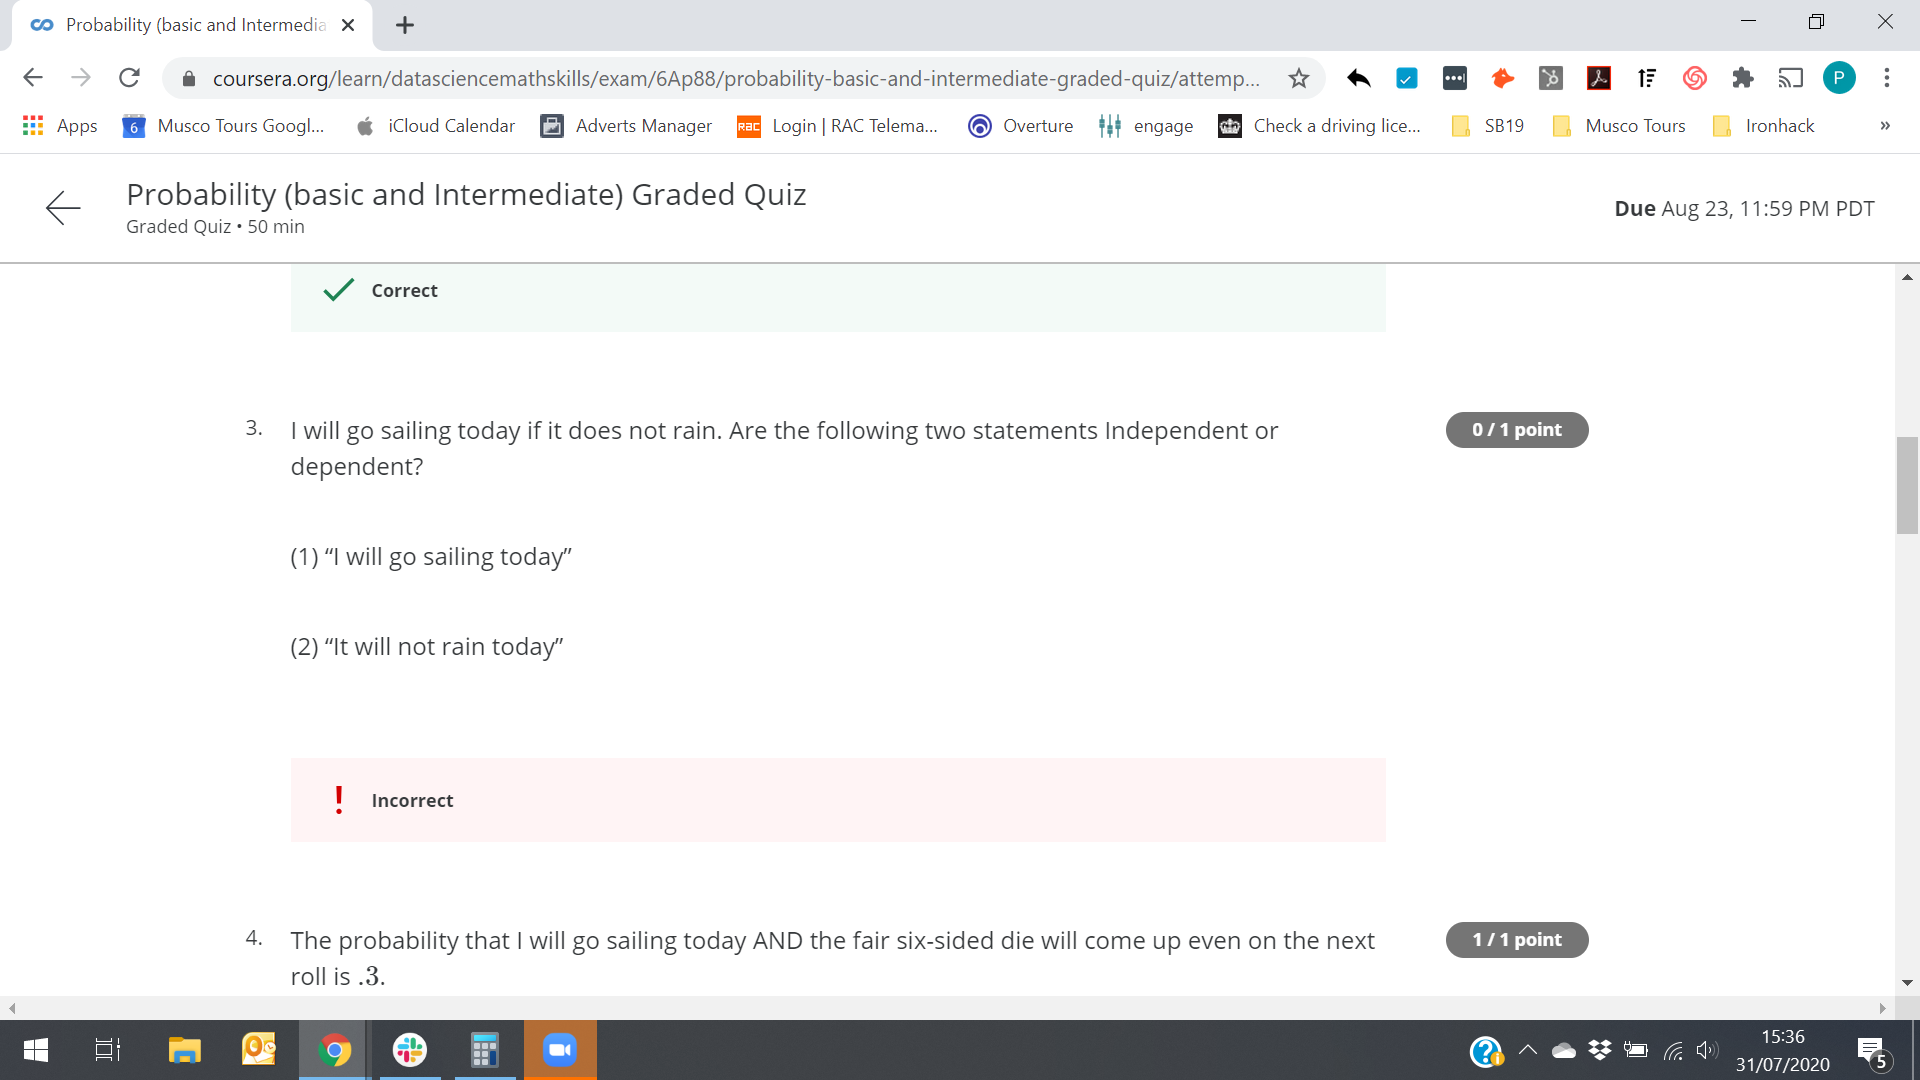 Probability (basic and Intermedia
coursera.org/learn/datasciencemathskills/exam/6Ap88/probability-basic-and-intermediate-graded-quiz/attemp...
P
Apps
6 Musco Tours Googl...
iCloud Calendar
Adverts Manager
RAC Login | RAC Telema...
Overture
engage
Check a driving lice...
SB19
Musco Tours
Ironhack
»
Probability (basic and Intermediate) Graded Quiz
Graded Quiz • 50 min
Due Aug 23, 11:59 PM PDT
Correct
3. I will go sailing today if it does not rain. Are the following two statements Independent or
dependent?
0 / 1 point
(1) “I will go sailing today”
(2) “It will not rain today”
! Incorrect
4. The probability that I will go sailing today AND the fair six-sided die will come up even on the next
roll is .3.
1 / 1 point
15:36
31/07/2020
5